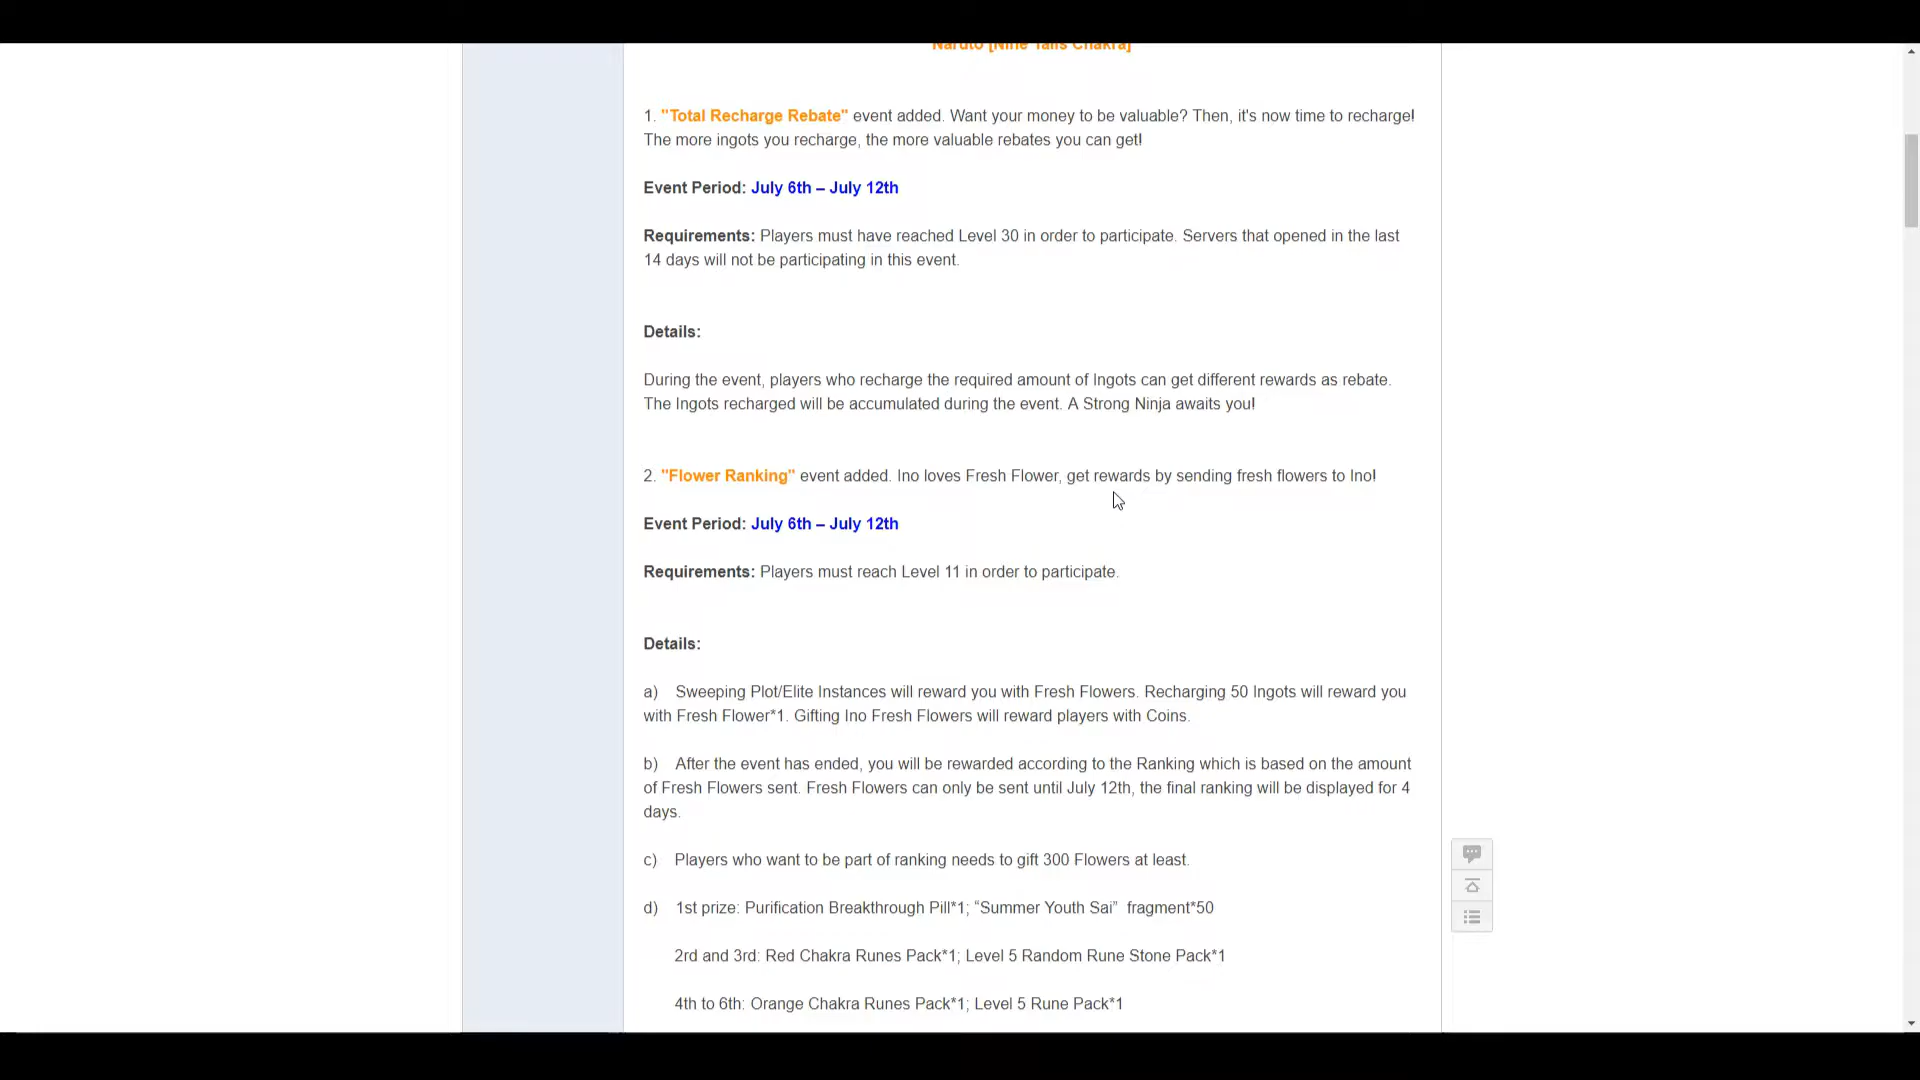 Naruto [Nine Tails Chakra]
1. "Total Recharge Rebate" event added. Want your money to be valuable? Then, it's now time to recharge!
The more ingots you recharge, the more valuable rebates you can get!
Event Period: July 6th – July 12th
Requirements: Players must have reached Level 30 in order to participate. Servers that opened in the last
14 days will not be participating in this event.
Details:
During the event, players who recharge the required amount of Ingots can get different rewards as rebate.
The Ingots recharged will be accumulated during the event. A Strong Ninja awaits you!
2. "Flower Ranking" event added. Ino loves Fresh Flower, get rewards by sending fresh flowers to Ino!
Event Period: July 6th – July 12th
Requirements: Players must reach Level 11 in order to participate.
Details:
a) Sweeping Plot/Elite Instances will reward you with Fresh Flowers. Recharging 50 Ingots will reward you
with Fresh Flower*1. Gifting Ino Fresh Flowers will reward players with Coins.
b) After the event has ended, you will be rewarded according to the Ranking which is based on the amount
of Fresh Flowers sent. Fresh Flowers can only be sent until July 12th, the final ranking will be displayed for 4
days.
c) Players who want to be part of ranking needs to gift 300 Flowers at least.
d) 1st prize: Purification Breakthrough Pill*1; “Summer Youth Sai” fragment*50
2rd and 3rd: Red Chakra Runes Pack*1; Level 5 Random Rune Stone Pack*1
4th to 6th: Orange Chakra Runes Pack*1; Level 5 Rune Pack*1